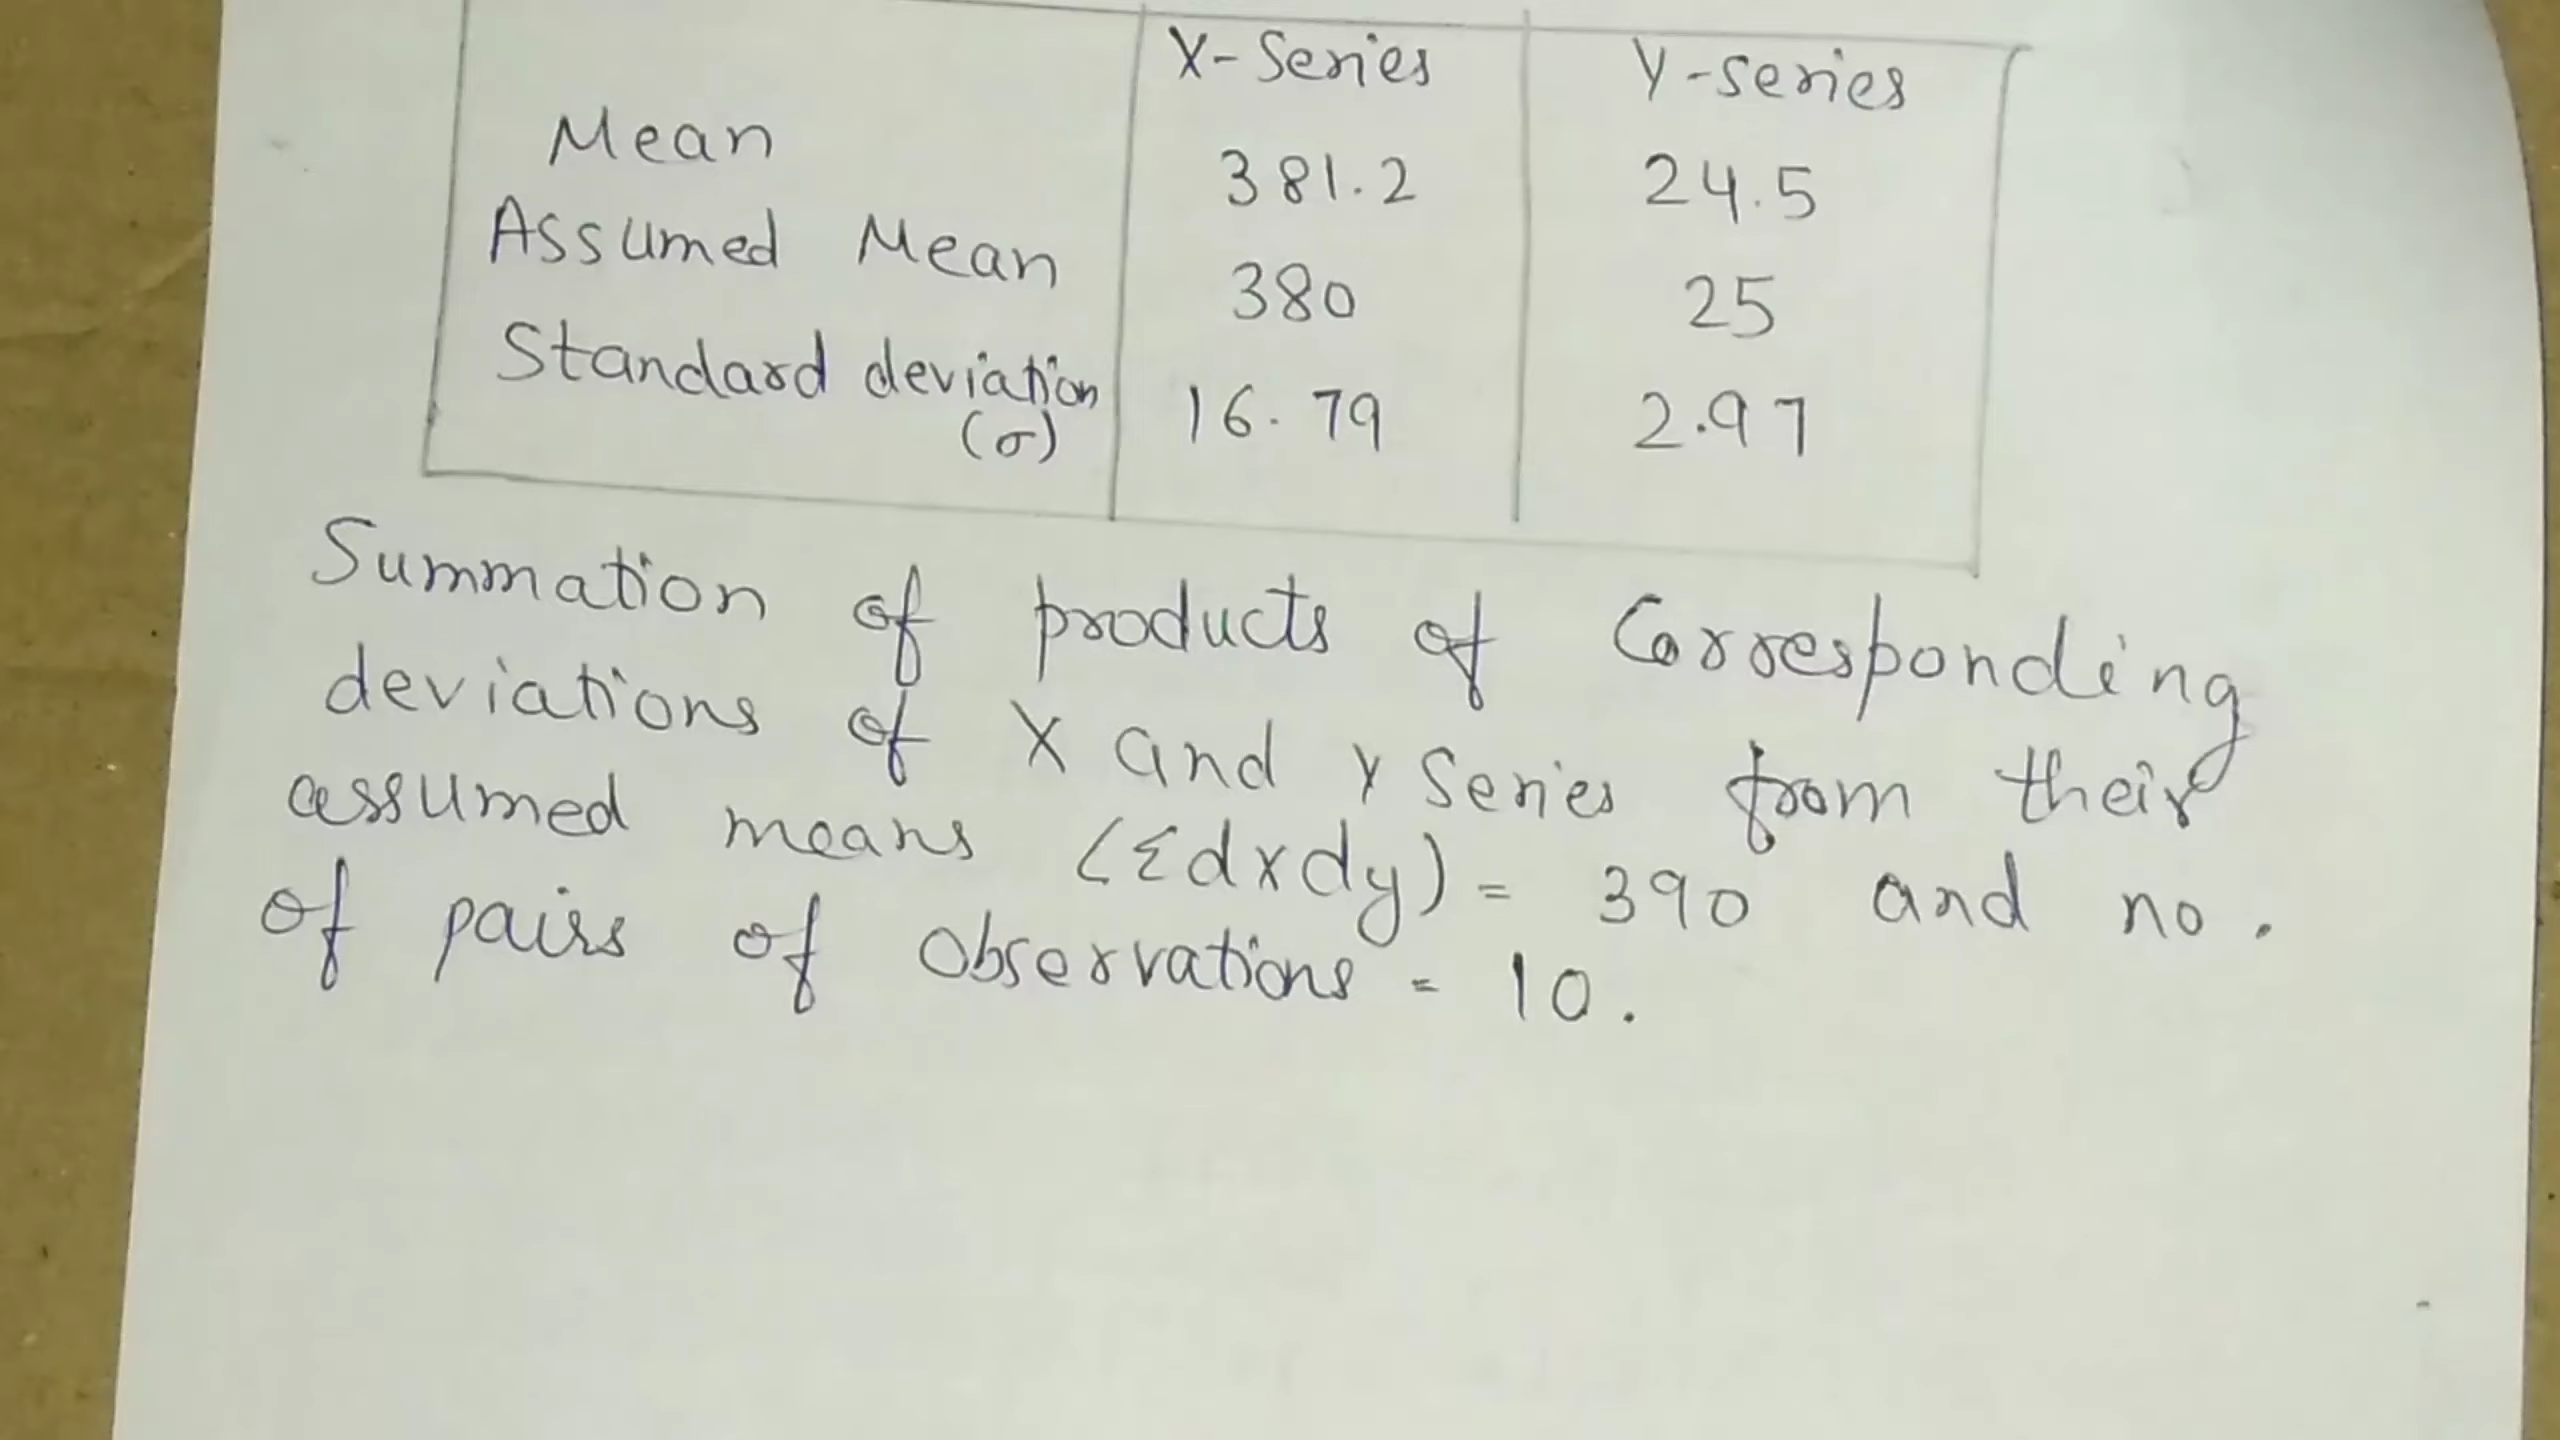 X-Series Y-series
Mean 381.2 24.5
Assumed Mean 380 25
Standard deviation 16.79 2.97
(σ)
Summation of products of Corresponding
deviations of X and Y Series from their
assumed means (Σdxdy) = 390 and no.
of pairs of observations = 10.